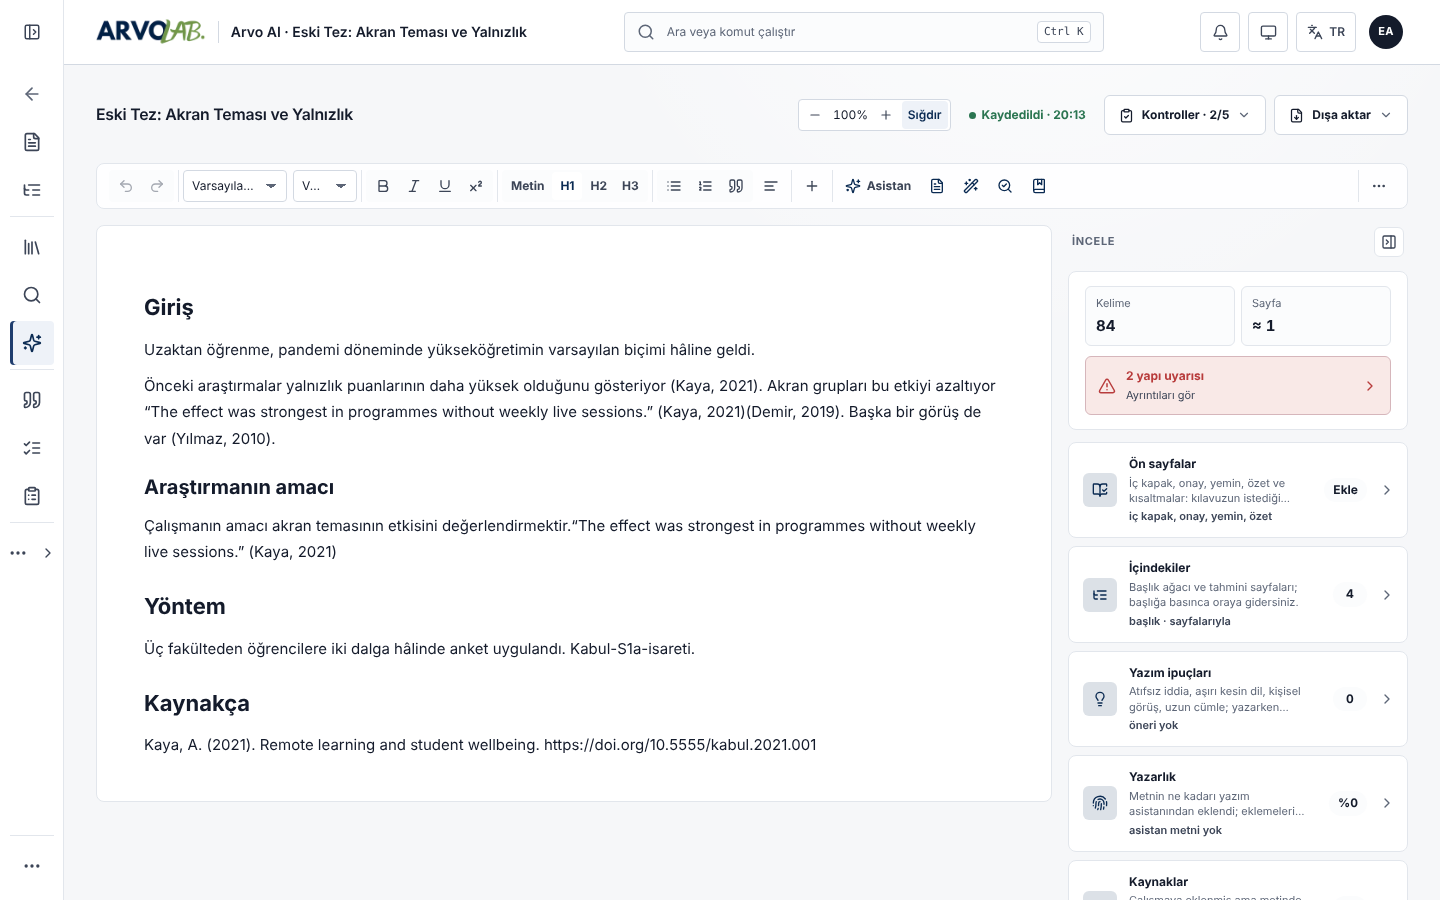 ARVOLAB.
Arvo AI · Eski Tez: Akran Teması ve Yalnızlık
Ara veya komut çalıştır
Ctrl K
TR
EA
Eski Tez: Akran Teması ve Yalnızlık
100%
Sığdır
Kaydedildi · 20:13
Kontroller · 2/5
Dışa aktar
Varsayıla...
V...
B I U x²
Metin H1 H2 H3
Asistan
Giriş
Uzaktan öğrenme, pandemi döneminde yükseköğretimin varsayılan biçimi hâline geldi.
Önceki araştırmalar yalnızlık puanlarının daha yüksek olduğunu gösteriyor (Kaya, 2021). Akran grupları bu etkiyi azaltıyor
“The effect was strongest in programmes without weekly live sessions.” (Kaya, 2021)(Demir, 2019). Başka bir görüş de
var (Yılmaz, 2010).
Araştırmanın amacı
Çalışmanın amacı akran temasının etkisini değerlendirmektir.“The effect was strongest in programmes without weekly
live sessions.” (Kaya, 2021)
Yöntem
Üç fakülteden öğrencilere iki dalga hâlinde anket uygulandı. Kabul-S1a-isareti.
Kaynakça
Kaya, A. (2021). Remote learning and student wellbeing. https://doi.org/10.5555/kabul.2021.001
İNCELE
Kelime
84
Sayfa
≈ 1
2 yapı uyarısı
Ayrıntıları gör
Ön sayfalar
İç kapak, onay, yemin, özet ve
kısaltmalar: kılavuzun istediği...
iç kapak, onay, yemin, özet
Ekle
İçindekiler
Başlık ağacı ve tahmini sayfaları;
başlığa basınca oraya gidersiniz.
başlık · sayfalarıyla
4
Yazım ipuçları
Atıfsız iddia, aşırı kesin dil, kişisel
görüş, uzun cümle; yazarken...
öneri yok
0
Yazarlık
Metnin ne kadarı yazım
asistanından eklendi; eklemeleri...
asistan metni yok
%0
Kaynaklar
Çalışmaya eklenmiş ama metinde